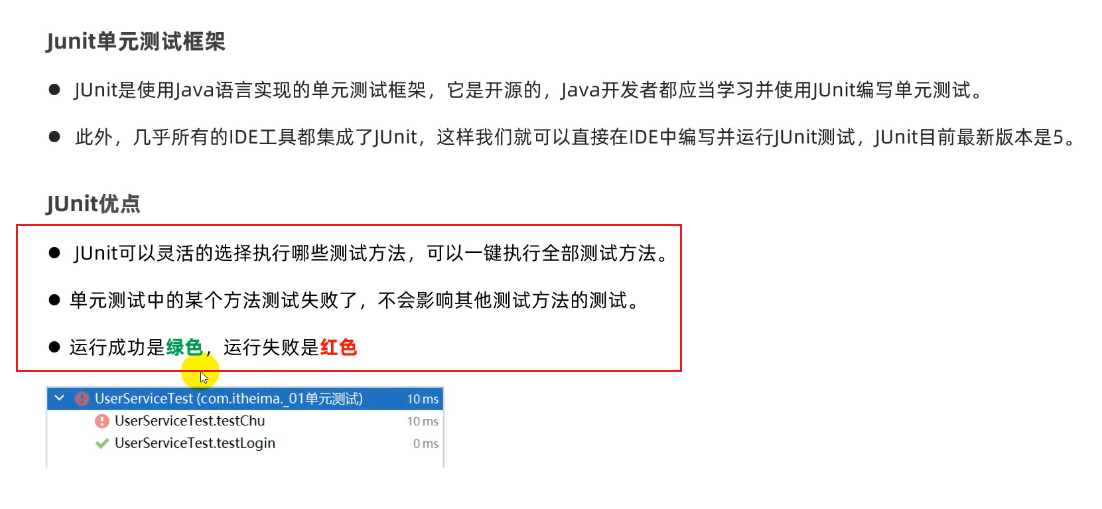 Junit单元测试框架
● JUnit是使用Java语言实现的单元测试框架，它是开源的，Java开发者都应当学习并使用JUnit编写单元测试。
● 此外，几乎所有的IDE工具都集成了JUnit，这样我们就可以直接在IDE中编写并运行JUnit测试，JUnit目前最新版本是5。
JUnit优点
● JUnit可以灵活的选择执行哪些测试方法，可以一键执行全部测试方法。
● 单元测试中的某个方法测试失败了，不会影响其他测试方法的测试。
● 运行成功是绿色，运行失败是红色
UserServiceTest (com.itheima._01单元测试) 10 ms
UserServiceTest.testChu 10 ms
UserServiceTest.testLogin 0 ms